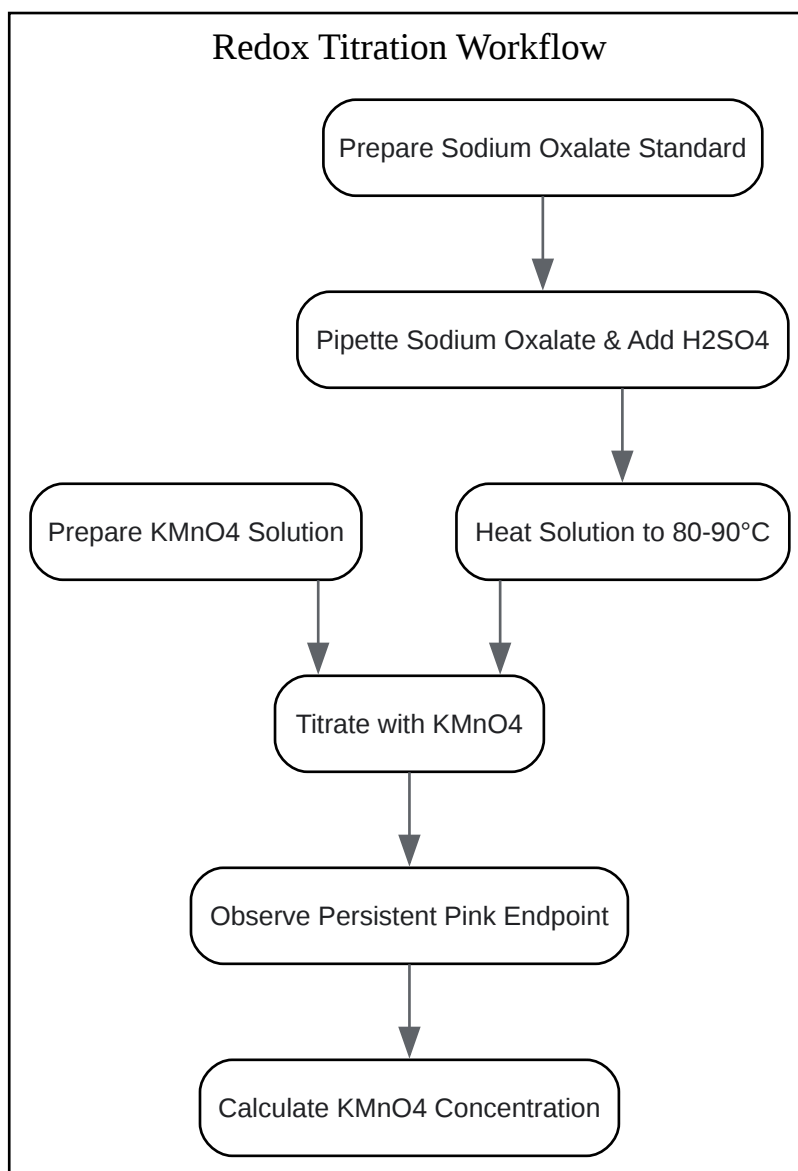 Redox Titration Workflow
Prepare Sodium Oxalate Standard
Pipette Sodium Oxalate & Add H2SO4
Prepare KMnO4 Solution
Heat Solution to 80-90°C
Titrate with KMnO4
Observe Persistent Pink Endpoint
Calculate KMnO4 Concentration